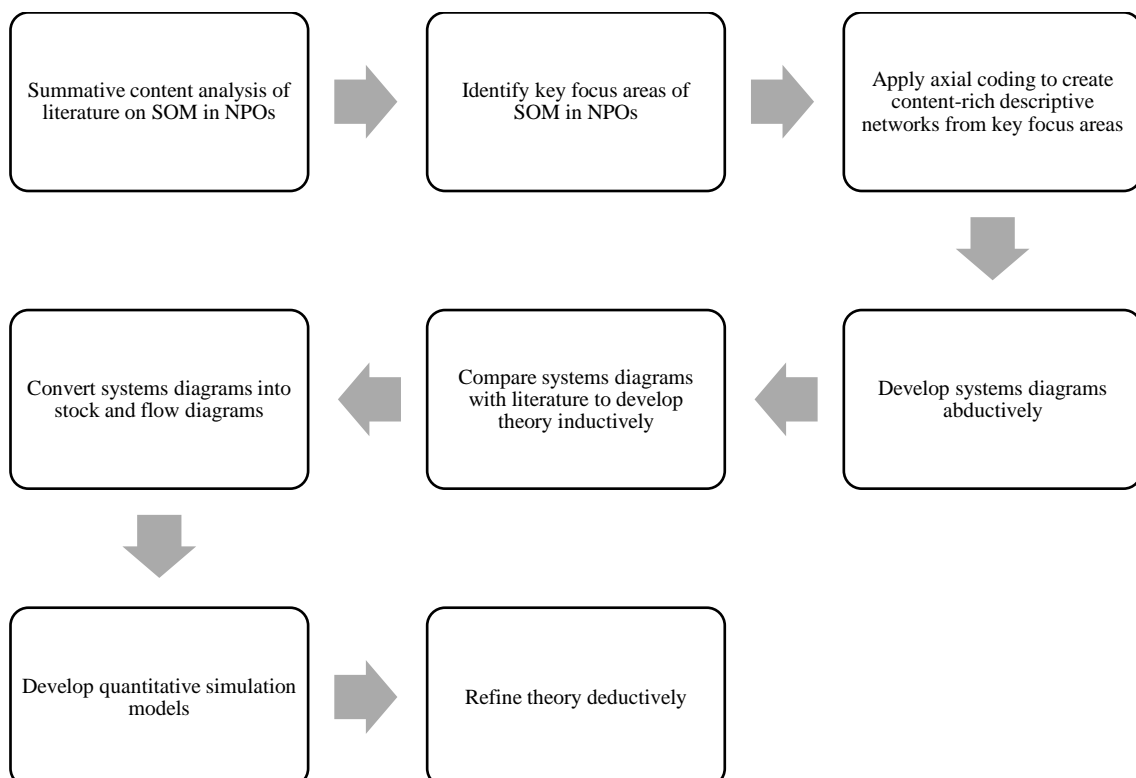 Summative content analysis of
literature on SOM in NPOs
Identify key focus areas of
SOM in NPOs
Apply axial coding to create
content-rich descriptive
networks from key focus areas
Develop systems diagrams
abductively
Compare systems diagrams
with literature to develop
theory inductively
Convert systems diagrams into
stock and flow diagrams
Develop quantitative simulation
models
Refine theory deductively